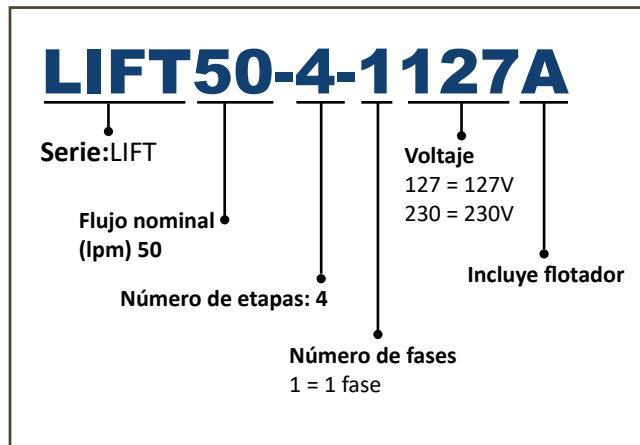 LIFT50-4-1127A
Serie:LIFT
Voltaje
127 = 127V
230 = 230V
Flujo nominal
(lpm) 50
Incluye flotador
Número de etapas: 4
Número de fases
1 = 1 fase